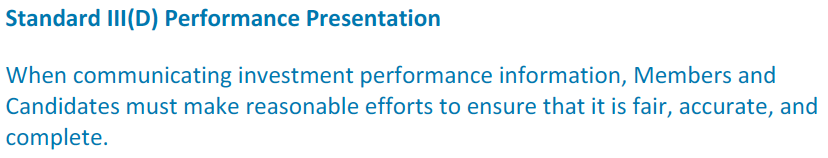 Standard III(D) Performance Presentation
When communicating investment performance information, Members and
Candidates must make reasonable efforts to ensure that it is fair, accurate, and
complete.